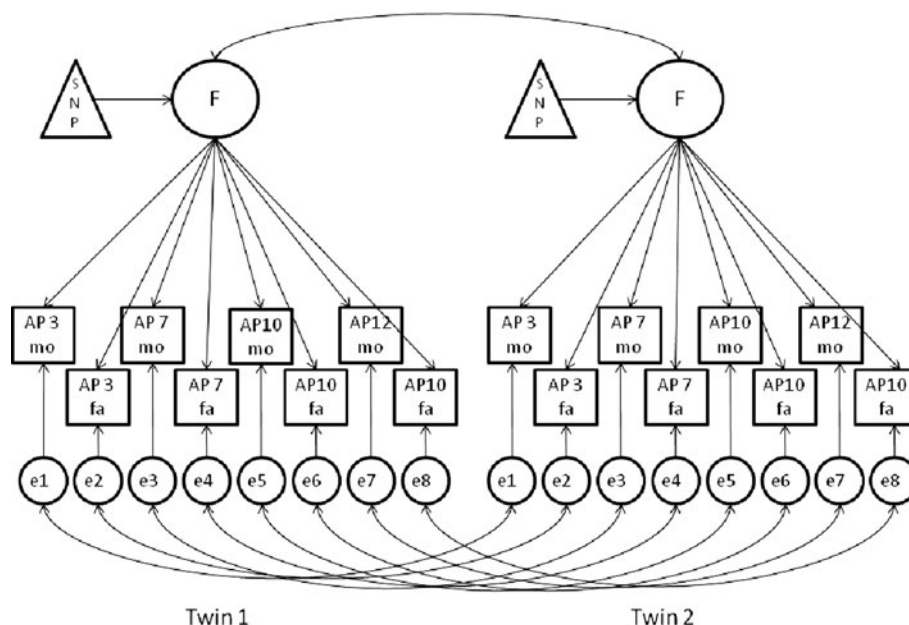 S
N
P
F
S
N
P
F
AP 3
mo
AP 7
mo
AP10
mo
AP12
mo
AP 3
mo
AP 7
mo
AP10
mo
AP12
mo
AP 3
fa
AP 7
fa
AP10
fa
AP10
fa
AP 3
fa
AP 7
fa
AP10
fa
AP10
fa
e1 e2 e3 e4 e5 e6 e7 e8 e1 e2 e3 e4 e5 e6 e7 e8
Twin 1 Twin 2